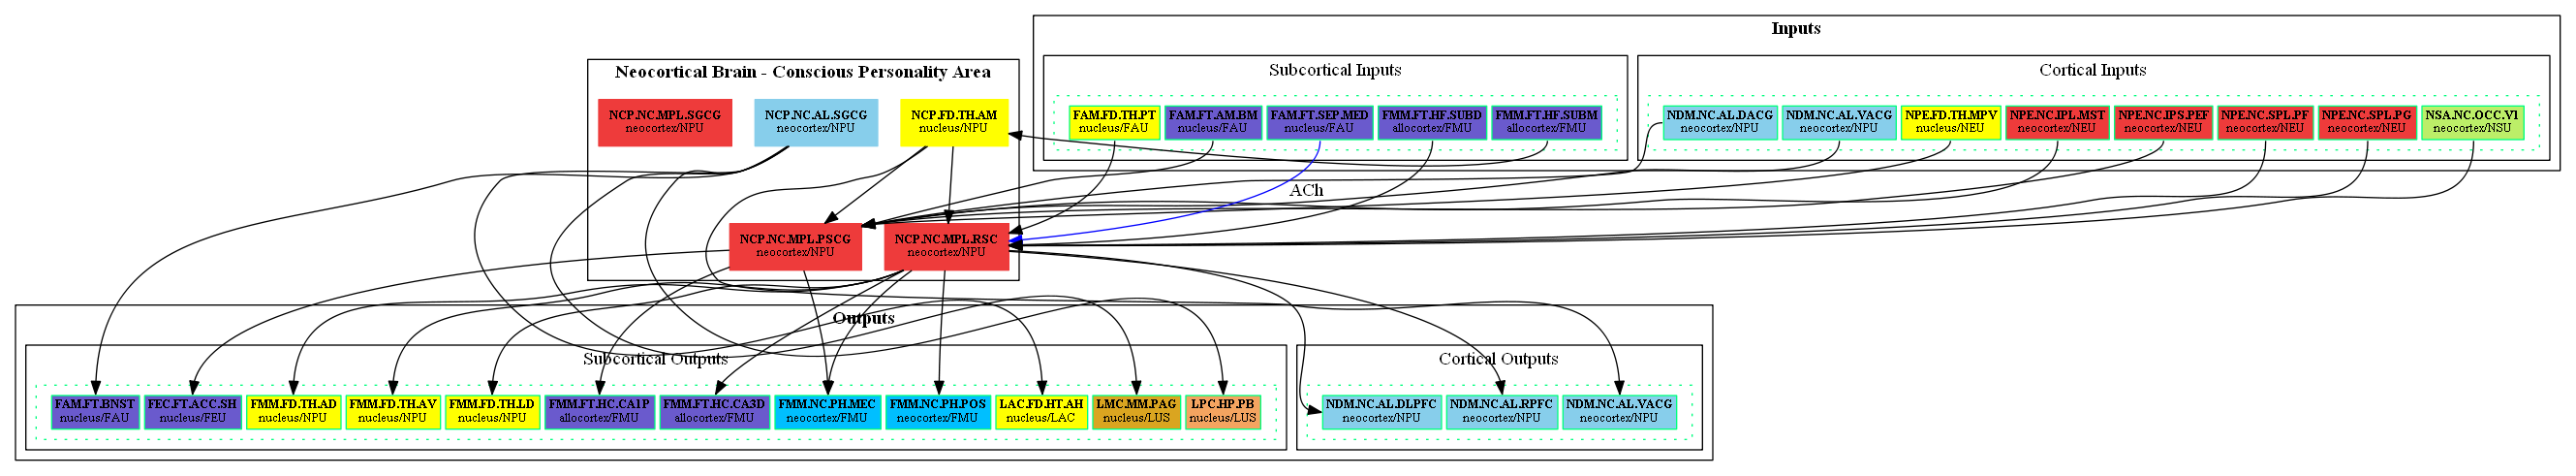 Inputs
Subcortical Inputs
Cortical Inputs
Neocortical Brain - Conscious Personality Area
NCP.NC.MPL.SGCG
neocortex/NPU
NCP.NC.AL.SGCG
neocortex/NPU
NCP.FD.TH.AM
nucleus/NPU
FAM.FD.TH.PT
nucleus/FAU
FAM.FT.AM.BM
nucleus/FAU
FAM.FT.SEP.MED
nucleus/FAU
FMM.FT.HF.SUBD
allocortex/FMU
FMM.FT.HF.SUBM
allocortex/FMU
NDM.NC.AL.DACG
neocortex/NPU
NDM.NC.AL.VACG
neocortex/NPU
NPE.FD.TH.MPV
nucleus/NEU
NPE.NC.IPL.MST
neocortex/NEU
NPE.NC.IPS.PEF
neocortex/NEU
NPE.NC.SPL.PF
neocortex/NEU
NPE.NC.SPL.PG
neocortex/NEU
NSA.NC.OCC.V1
neocortex/NSU
ACh
NCP.NC.MPL.PSCG
neocortex/NPU
NCP.NC.MPL.RSC
neocortex/NPU
Outputs
Subcortical Outputs
Cortical Outputs
FAM.FT.BNST
nucleus/FAU
FEC.FT.ACC.SH
nucleus/FEU
FMM.FD.TH.AD
nucleus/NPU
FMM.FD.TH.AV
nucleus/NPU
FMM.FD.TH.LD
nucleus/NPU
FMM.FT.HC.CA1P
allocortex/FMU
FMM.FT.HC.CA3D
allocortex/FMU
FMM.NC.PH.MEC
neocortex/FMU
FMM.NC.PH.POS
neocortex/FMU
LAC.FD.HT.AH
nucleus/LAC
LMC.MM.PAG
nucleus/LUS
LPC.HP.PB
nucleus/LUS
NDM.NC.AL.DLPFC
neocortex/NPU
NDM.NC.AL.RPFC
neocortex/NPU
NDM.NC.AL.VACG
neocortex/NPU